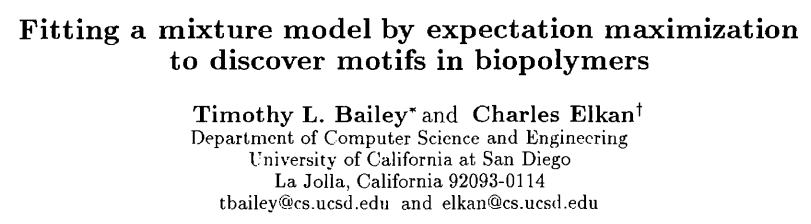 Fitting a mixture model by expectation maximization
to discover motifs in biopolymers
Timothy L. Bailey* and Charles Elkan†
Department of Computer Science and Engineering
University of California at San Diego
La Jolla, California 92093-0114
tbailey@cs.ucsd.edu and elkan@cs.ucsd.edu